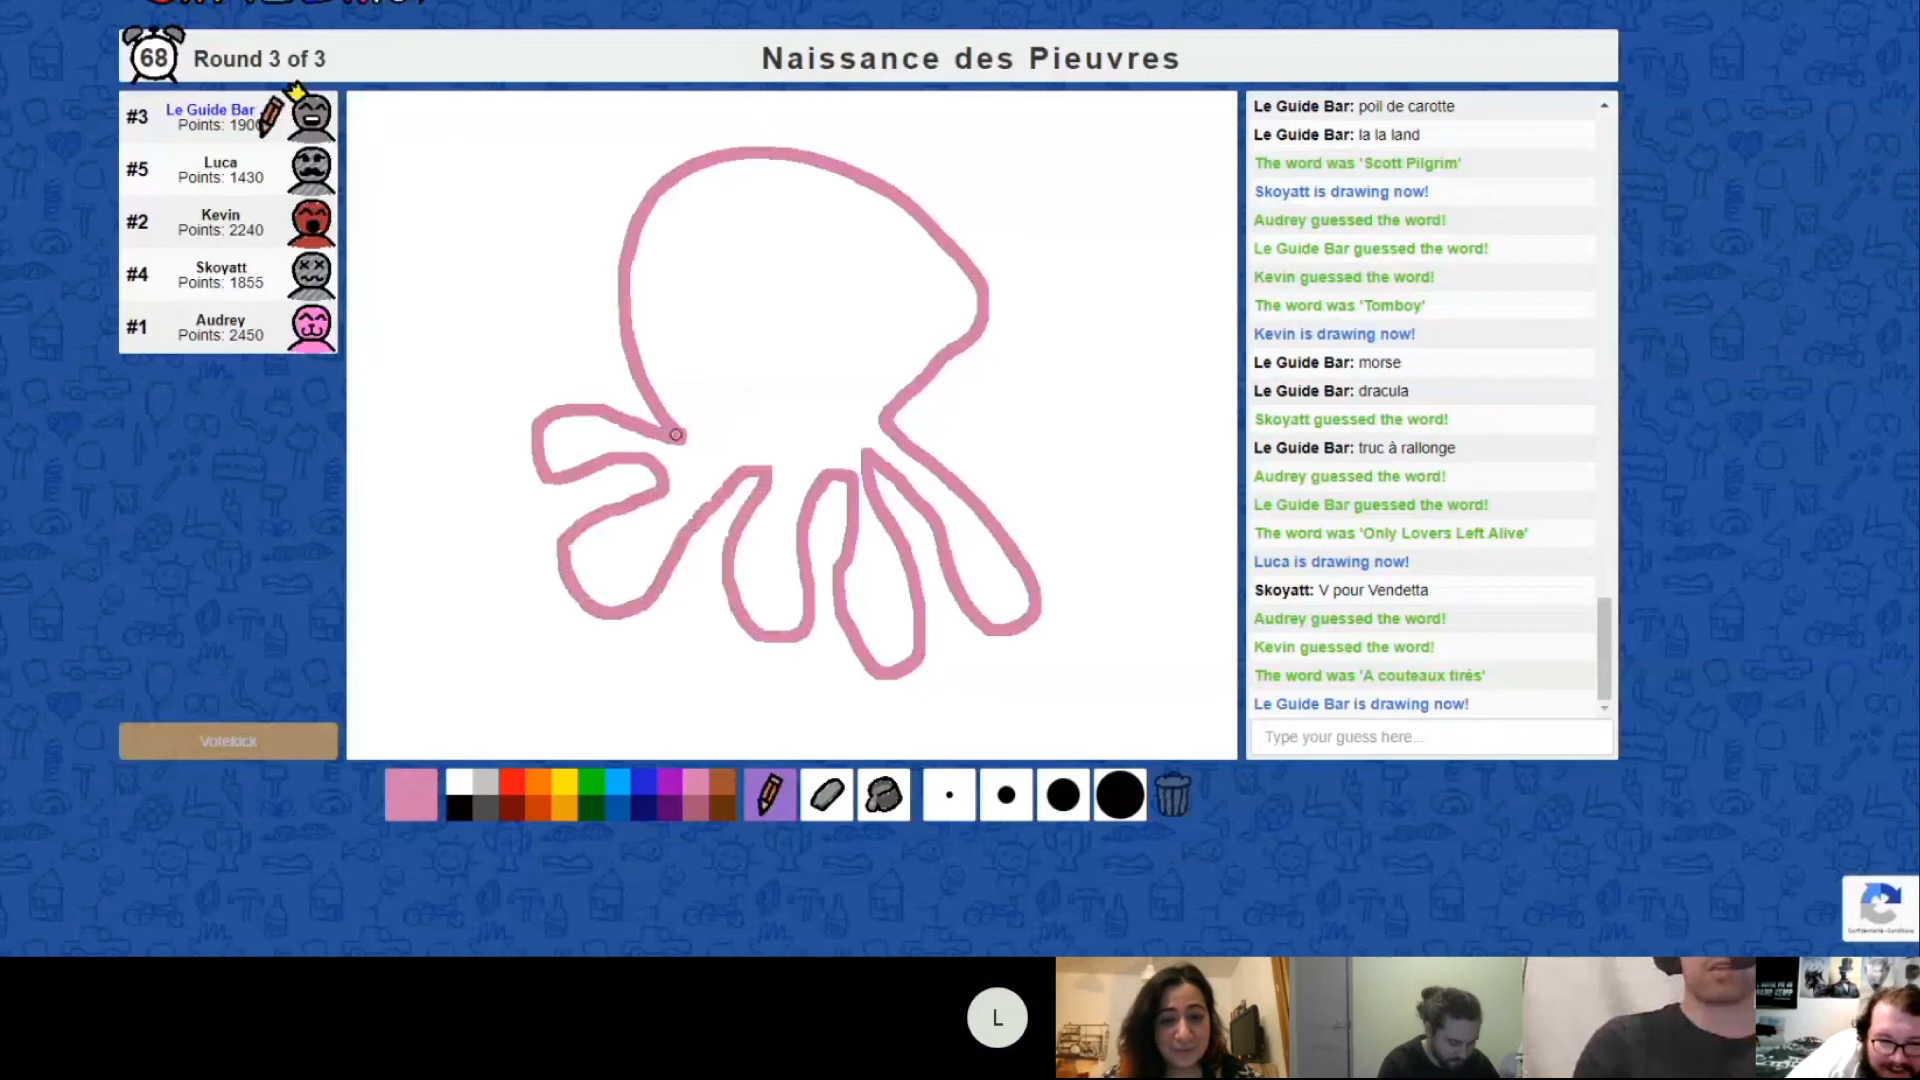 68
Round 3 of 3
Naissance des Pieuvres
#3
Le Guide Bar
Points: 1900
#5
Luca
Points: 1430
#2
Kevin
Points: 2240
#4
Skoyatt
Points: 1855
#1
Audrey
Points: 2450
Votekick
Le Guide Bar: poil de carotte
Le Guide Bar: la la land
The word was 'Scott Pilgrim'
Skoyatt is drawing now!
Audrey guessed the word!
Le Guide Bar guessed the word!
Kevin guessed the word!
The word was 'Tomboy'
Kevin is drawing now!
Le Guide Bar: morse
Le Guide Bar: dracula
Skoyatt guessed the word!
Le Guide Bar: truc à rallonge
Audrey guessed the word!
Le Guide Bar guessed the word!
The word was 'Only Lovers Left Alive'
Luca is drawing now!
Skoyatt: V pour Vendetta
Audrey guessed the word!
Kevin guessed the word!
The word was 'A couteaux tirés'
Le Guide Bar is drawing now!
Type your guess here...
L